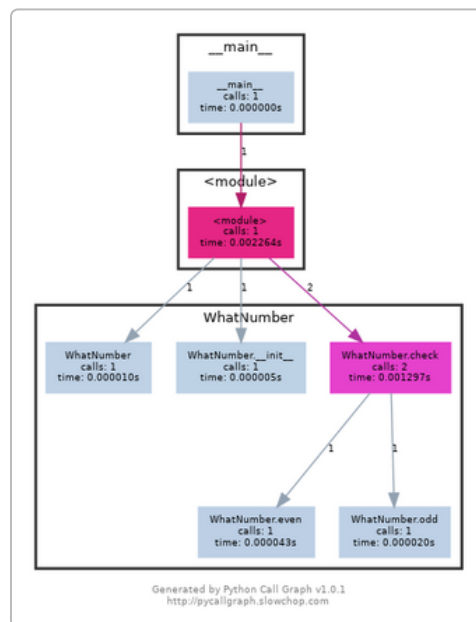 __main__
__main__
calls: 1
time: 0.000000s
1
<module>
<module>
calls: 1
time: 0.002264s
1
1
2
WhatNumber
WhatNumber
calls: 1
time: 0.000010s
WhatNumber.__init__
calls: 1
time: 0.000005s
WhatNumber.check
calls: 2
time: 0.001297s
1
1
WhatNumber.even
calls: 1
time: 0.000043s
WhatNumber.odd
calls: 1
time: 0.000020s
Generated by Python Call Graph v1.0.1
http://pycallgraph.slowchop.com